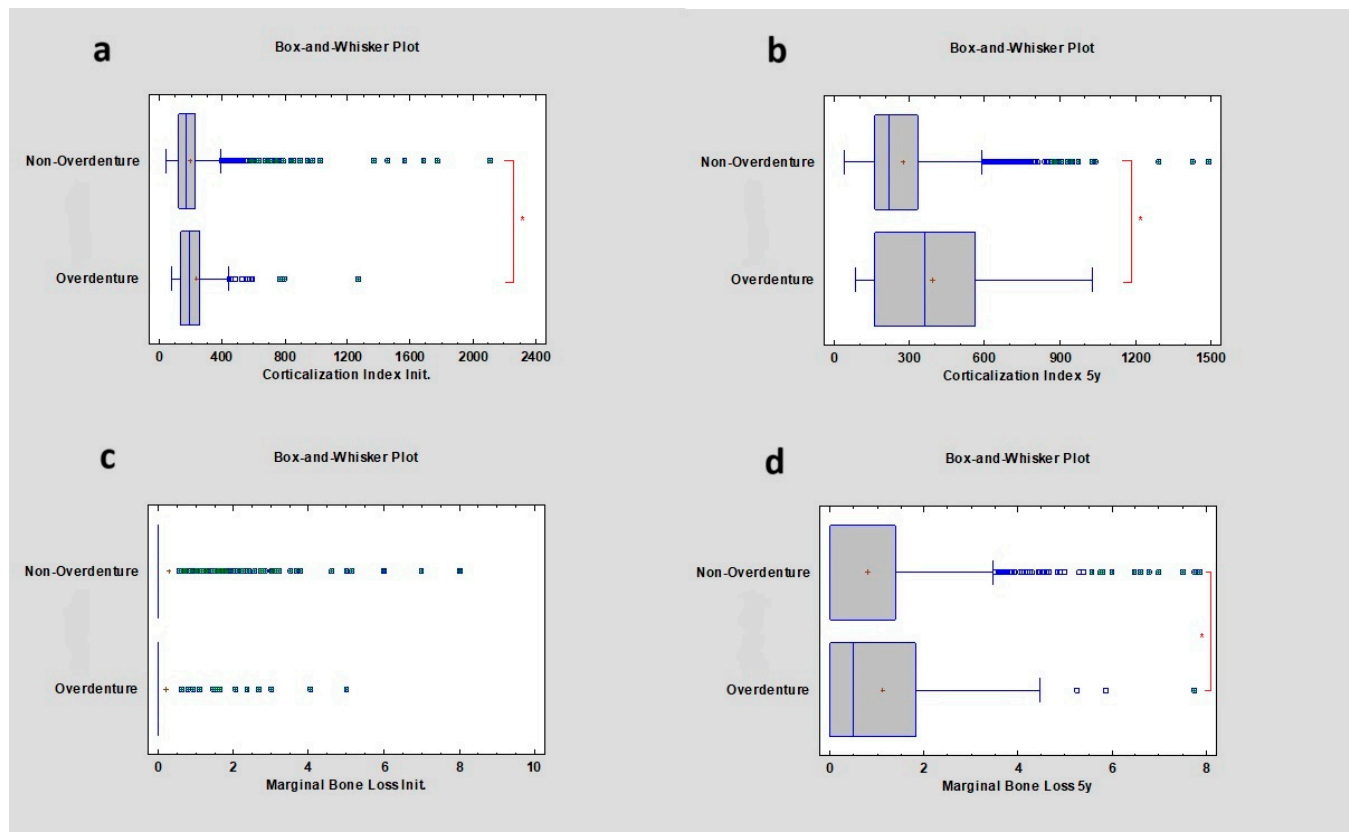 a
Box-and-Whisker Plot
Non-Overdenture
Overdenture
*
0 400 800 1200 1600 2000 2400
Corticalization Index Init.
b
Box-and-Whisker Plot
Non-Overdenture
Overdenture
*
0 300 600 900 1200 1500
Corticalization Index 5y
c
Box-and-Whisker Plot
Non-Overdenture
Overdenture
0 2 4 6 8 10
Marginal Bone Loss Init.
d
Box-and-Whisker Plot
Non-Overdenture
Overdenture
*
0 2 4 6 8
Marginal Bone Loss 5y